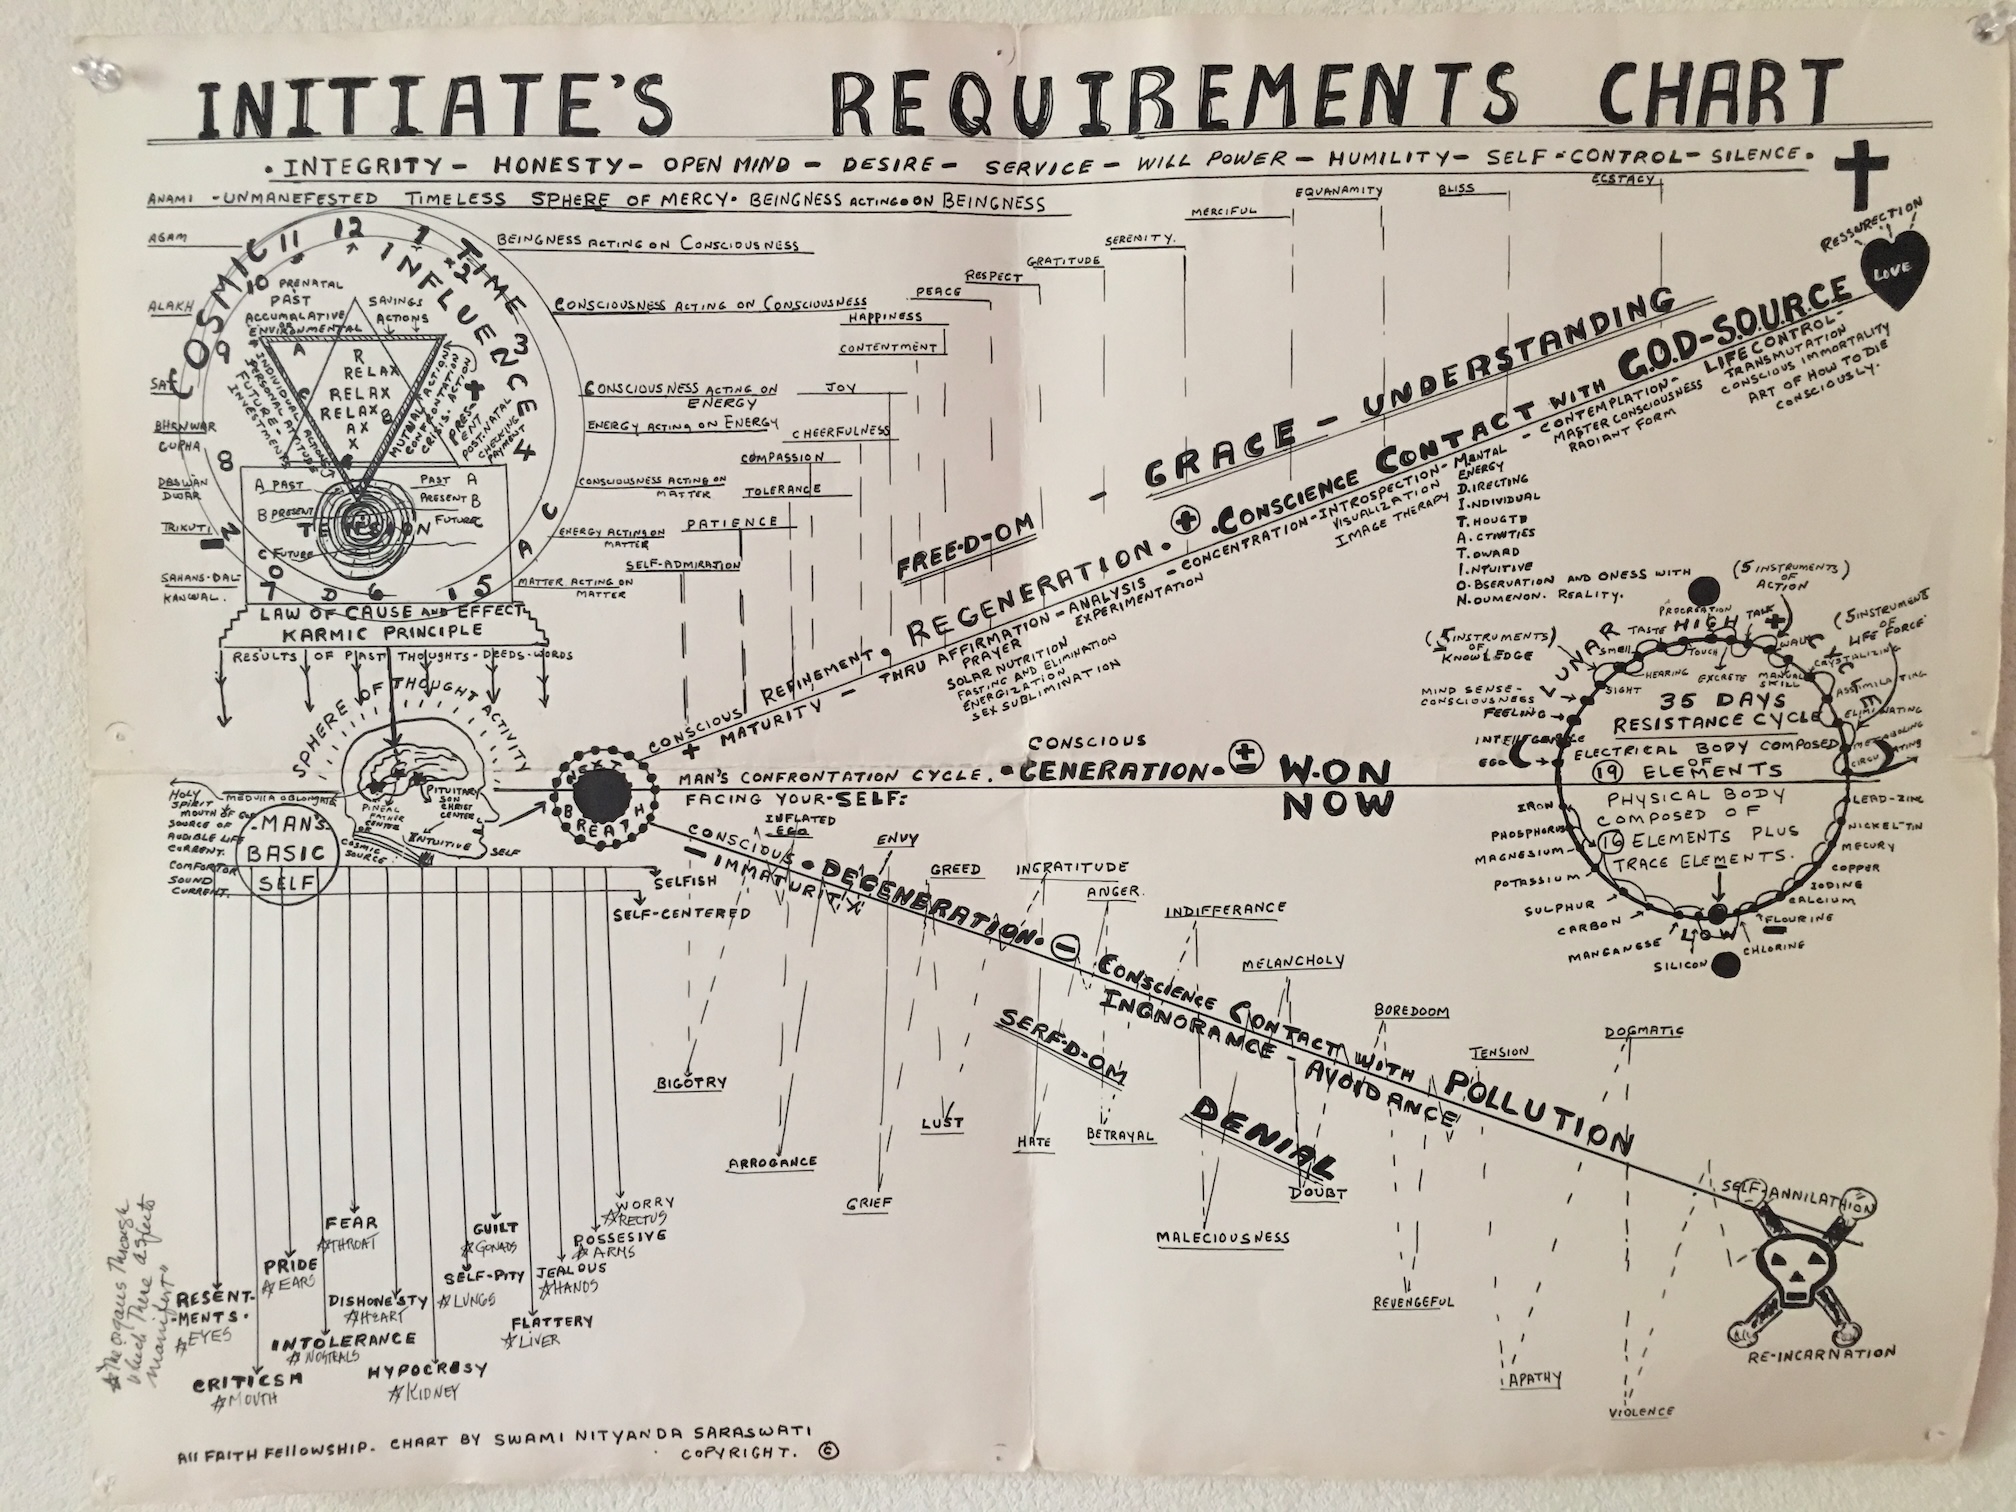 INITIATE'S REQUIREMENTS CHART
• INTEGRITY - HONESTY - OPEN MIND - DESIRE - SERVICE - WILL POWER - HUMILITY - SELF-CONTROL - SILENCE.
ANAMI - UNMANEFESTED TIMELESS SPHERE OF MERCY • BEINGNESS ACTING ON BEINGNESS
AGAM
BEINGNESS ACTING ON CONSCIOUSNESS
ALAKH
CONSCIOUSNESS ACTING ON CONSCIOUSNESS
SAT
CONSCIOUSNESS ACTING ON
ENERGY
BHRNWAR
GUPHA
ENERGY ACTING ON ENERGY
DASWAN
DWAR
CONSCIOUSNESS ACTING ON
MATTER
TRIKUTI
ENERGY ACTING ON
MATTER
SAHANS-DAL-
KANWAL.
MATTER ACTING ON
MATTER
COSMIC TIME
INFLUENCE
ZODIAC
12
1
2
3
4
5
6
7
8
9
10
11
PRENATAL
PAST
ACCUMALATIVE
OR
ENVIRONMENTAL
SAVINGS
ACTIONS
INDIVIDUAL ACTIONS
PERSONAL ATTITUDE
FUTURE -
INVESTMENTS
MUTUAL ACTION
CONFRONTATION
CRISIS. ACTION
PRESENT
POSTNATAL
CHECKING
PAYMENT
A
B
C
R
RELAX
RELAX
RELAX
AX
X
A PAST
B PRESENT
C FUTURE
PAST A
PRESENT B
FUTURE
TENSION
LAW OF CAUSE AND EFFECT
KARMIC PRINCIPLE
RESULTS OF PAST THOUGHTS-DEEDS-WORDS
SPHERE OF THOUGHT ACTIVITY
HOLY
SPIRIT
MOUTH OF GOD
SOURCE OF
AUDIBLE LIFE
CURRENT.
COMFORTOR
SOUND
CURRENT.
MEDULLA OBLONGATA
PINEAL
FATHER
CENTER
OF
COSMIC
SOURCE
PITUITARY
SON
CHRIST
CENTER
INTUITIVE SELF
MAN'S
BASIC
SELF
NEXT
BREATH
SELFISH
SELF-CENTERED
ECSTACY
BLISS
EQUANAMITY
MERCIFUL
SERENITY.
GRATITUDE
RESPECT
PEACE
HAPPINESS
CONTENTMENT
JOY
CHEERFULNESS
COMPASSION
TOLERANCE
PATIENCE
SELF-ADMIRATION
RESSURECTION
LOVE
FREE-D-OM - GRACE - UNDERSTANDING
CONSCIOUS REFINEMENT • REGENERATION • + • CONSCIENCE CONTACT WITH G.O.D-S.O.U.R.C.E
+ MATURITY - THRU AFFIRMATION - ANALYSIS - CONCENTRATION - INTROSPECTION - MENTAL - CONTEMPLATION - LIFE CONTROL -
PRAYER
EXPERIMENTATION
SOLAR NUTRITION
FASTING AND ELIMINATION
ENERGIZATION
SEX SUBLIMINATION
VISUALIZATION
IMAGE THERAPY
ENERGY
D.IRECTING
I.NDIVIDUAL
T.HOUGTD
A.CTIVITIES
T.OWARD
I.NTUITIVE
O.BSERVATION AND ONESS WITH
N.OUMENON. REALITY.
MASTER CONSCIOUSNESS
RADIANT FORM
TRANSMUTATION
CONSCIOUS IMMORTALITY
ART OF HOW TO DIE
CONSCIOUSLY.
MAN'S CONFRONTATION CYCLE.
FACING YOUR-SELF:
CONSCIOUS
•GENERATION• ±
W-ON
NOW
(5 INSTRUMENTS)
OF
ACTION
(5 INSTRUMENTS
OF
LIFE FORCE
(5 INSTRUMENTS)
OF
KNOWLEDGE
LUNAR
HIGH
PROCREATION
TASTE
TALK
SMELL
TOUCH
WALK
HEARING
EXCRETE
MANUAL
SKILL
CRYSTALIZING
SIGHT
ASSIMILATING
MIND SENSE-
CONSCIOUSNESS
FEELING
ELIMINATING
INTELLEGENCE
METABOLING
EGO
CIRCULATING
35 DAYS
RESISTANCE CYCLE
ELECTRICAL BODY COMPOSED
OF
19 ELEMENTS
PHYSICAL BODY
COMPOSED OF
16 ELEMENTS PLUS
TRACE ELEMENTS.
IRON
PHOSPHORUS
MAGNESIUM
POTASSIUM
SULPHUR
CARBON
MANGANESE
SILICON
LOW
CHLORINE
FLOURINE
CALCIUM
IODING
COPPER
MECURY
NICKEL-TIN
LEAD-ZINC
CONSCIOUS • DEGENERATION • - CONSCIENCE CONTACT WITH POLLUTION
- IMMATURITY
INGNORANCE - AVOIDANCE
SERF-D-OM
DENIAL
INFLATED
EGO
ENVY
GREED
INGRATITUDE
ANGER.
INDIFFERANCE
MELANCHOLY
BOREDOOM
TENSION
DOGMATIC
BIGOTRY
ARROGANCE
GRIEF
LUST
HATE
BETRAYAL
MALECIOUSNESS
DOUBT
REVENGEFUL
APATHY
VIOLENCE
SELF-ANNILATHION
RE-INCARNATION
WORRY
☆RECTUS
POSSESIVE
☆ARMS
JEALOUS
☆HANDS
FLATTERY
☆LIVER
GUILT
☆GONADS
SELF-PITY
☆LUNGS
HYPOCRASY
☆KIDNEY
DISHONESTY
☆HEART
FEAR
☆THROAT
INTOLERANCE
☆NOSTRALS
PRIDE
☆EARS
CRITICSM
☆MOUTH
RESENT-
MENTS.
☆EYES
☆The organs through
which there affects
manifest"
All FAITH FELLOWSHIP. CHART BY SWAMI NITYANDA SARASWATI
COPYRIGHT. ©